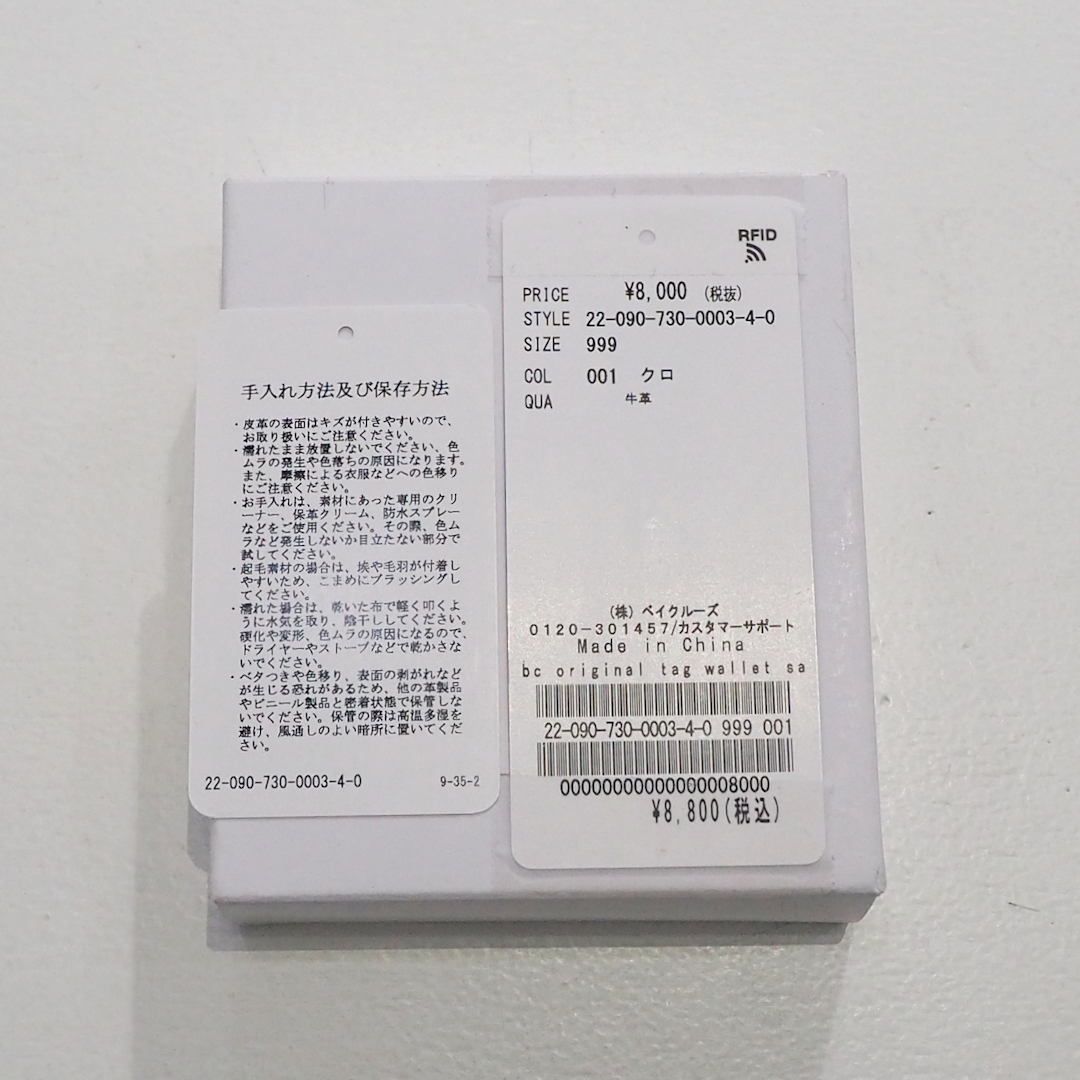 手入れ方法及び保存方法
・皮革の表面はキズが付きやすいので、
お取り扱いにご注意ください。
・濡れたまま放置しないでください、色
ムラの発生や色落ちの原因になります。
また、摩擦による衣服などへの色移り
にご注意ください。
・お手入れは、素材にあった専用のクリ
ーナー、保革クリーム、防水スプレー
などをご使用ください。その際、色ム
ラなど発生しないか目立たない部分で
試してください。
・起毛素材の場合は、埃や毛羽が付着し
やすいため、こまめにブラッシングし
てください。
・濡れた場合は、乾いた布で軽く叩くよ
うに水気を取り、陰干ししてください。
硬化や変形、色ムラの原因になるので、
ドライヤーやストーブなどで乾かさな
いでください。
・ベタつきや色移り、表面の剥がれなど
が生じる恐れがあるため、他の革製品
やビニール製品と密着状態で保管しな
いでください。保管の際は高温多湿を
避け、風通しのよい暗所に置いてくだ
さい。
22-090-730-0003-4-0 9-35-2
RFID
PRICE ¥8,000 (税抜)
STYLE 22-090-730-0003-4-0
SIZE 999
COL 001 クロ
QUA 牛革
(株) ベイクルーズ
0120-301457/カスタマーサポート
Made in China
bc original tag wallet sa
22-090-730-0003-4-0 999 001
00000000000000008000
¥8,800(税込)